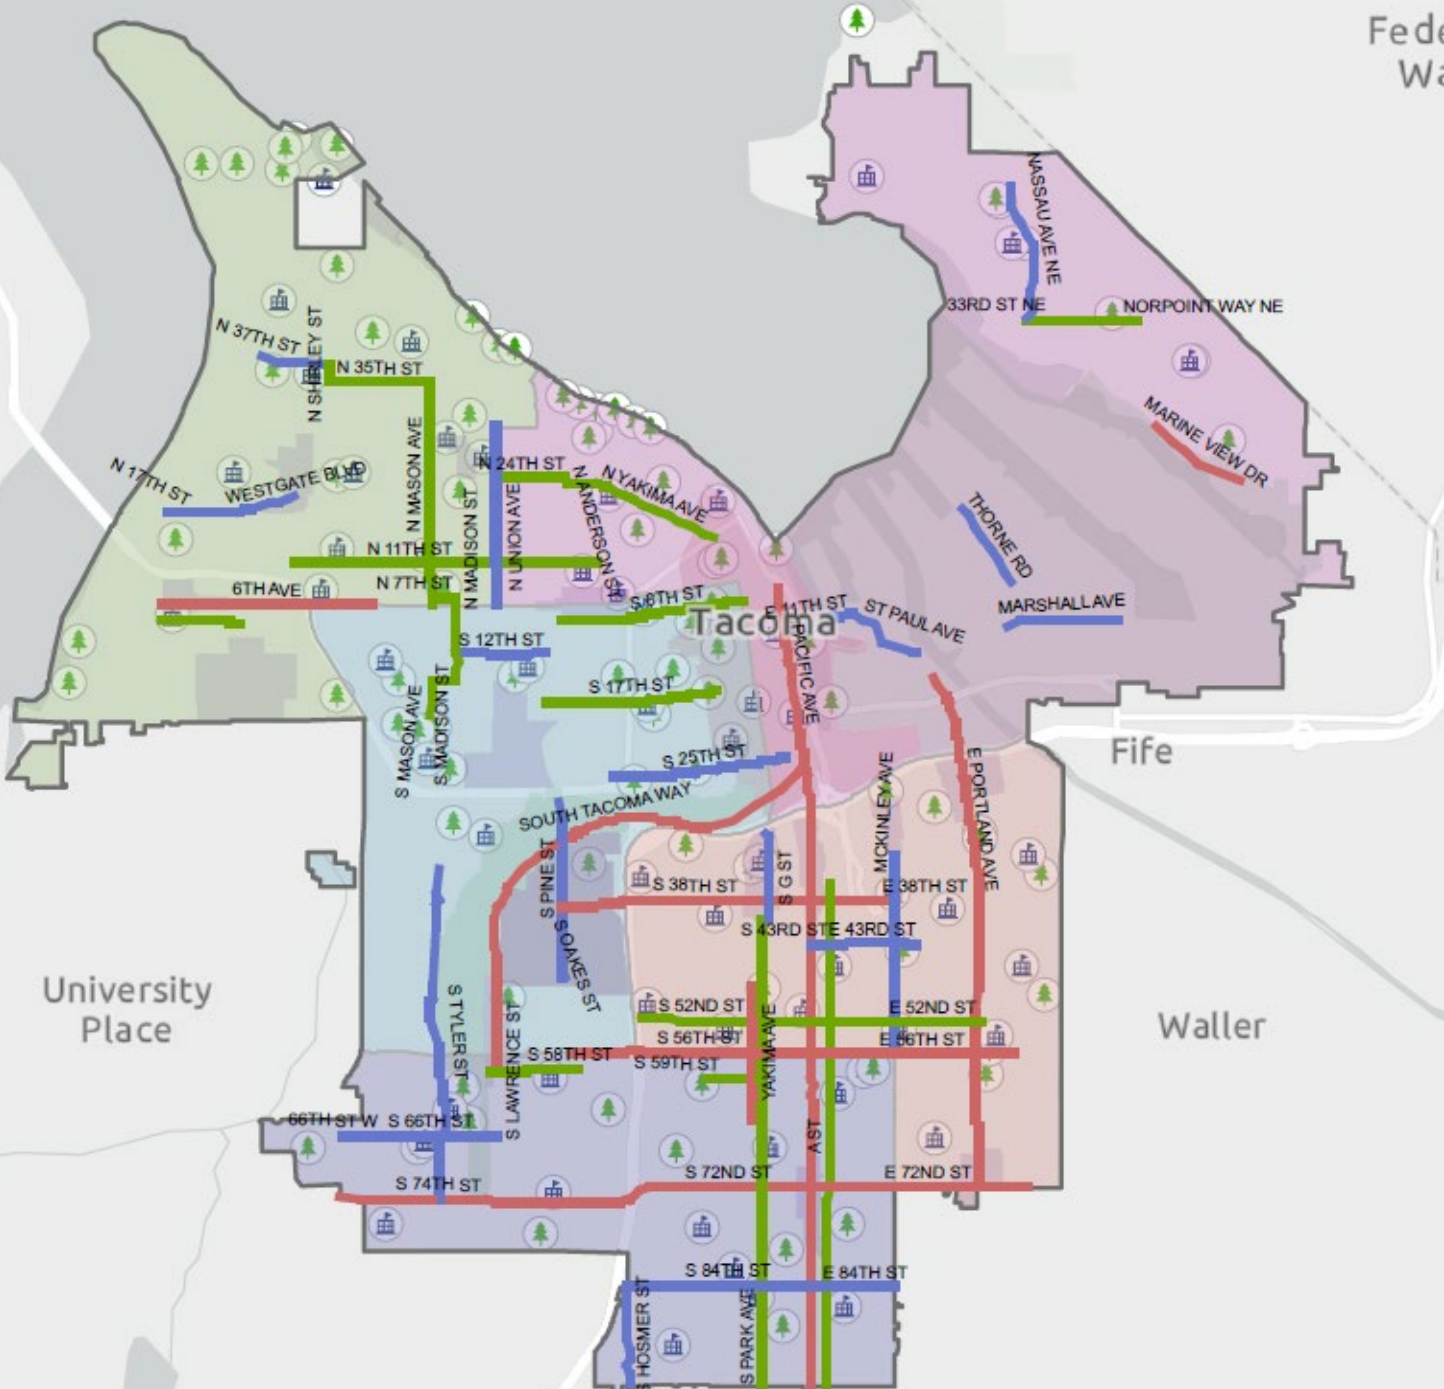 Fede
Wa
NASSAU AVE NE
33RD ST NE
NORPOINT WAY NE
N 37TH ST
N SHIRLEY ST
N 35TH ST
MARINE VIEW DR
N MASON AVE
N 24TH ST
N YAKIMA AVE
N 17TH ST
WESTGATE BLVD
N MADISON ST
N UNION AVE
N ANDERSON ST
THORNE RD
N 11TH ST
N 7TH ST
6TH AVE
S 8TH ST
E 11TH ST
ST PAUL AVE
MARSHALL AVE
Tacoma
PACIFIC AVE
S 12TH ST
S 17TH ST
S MASON AVE
S MADISON ST
S 25TH ST
MCKINLEY AVE
E PORTLAND AVE
Fife
SOUTH TACOMA WAY
S PINE ST
S G ST
S 38TH ST
E 38TH ST
S 43RD ST
E 43RD ST
S OAKES ST
University
Place
S TYLER ST
S LAWRENCE ST
S 52ND ST
E 52ND ST
Waller
YAKIMA AVE
S 56TH ST
E 56TH ST
S 58TH ST
S 59TH ST
66TH ST W
S 66TH ST
A ST
S 72ND ST
E 72ND ST
S 74TH ST
S 84TH ST
E 84TH ST
S HOSMER ST
S PARK AVE